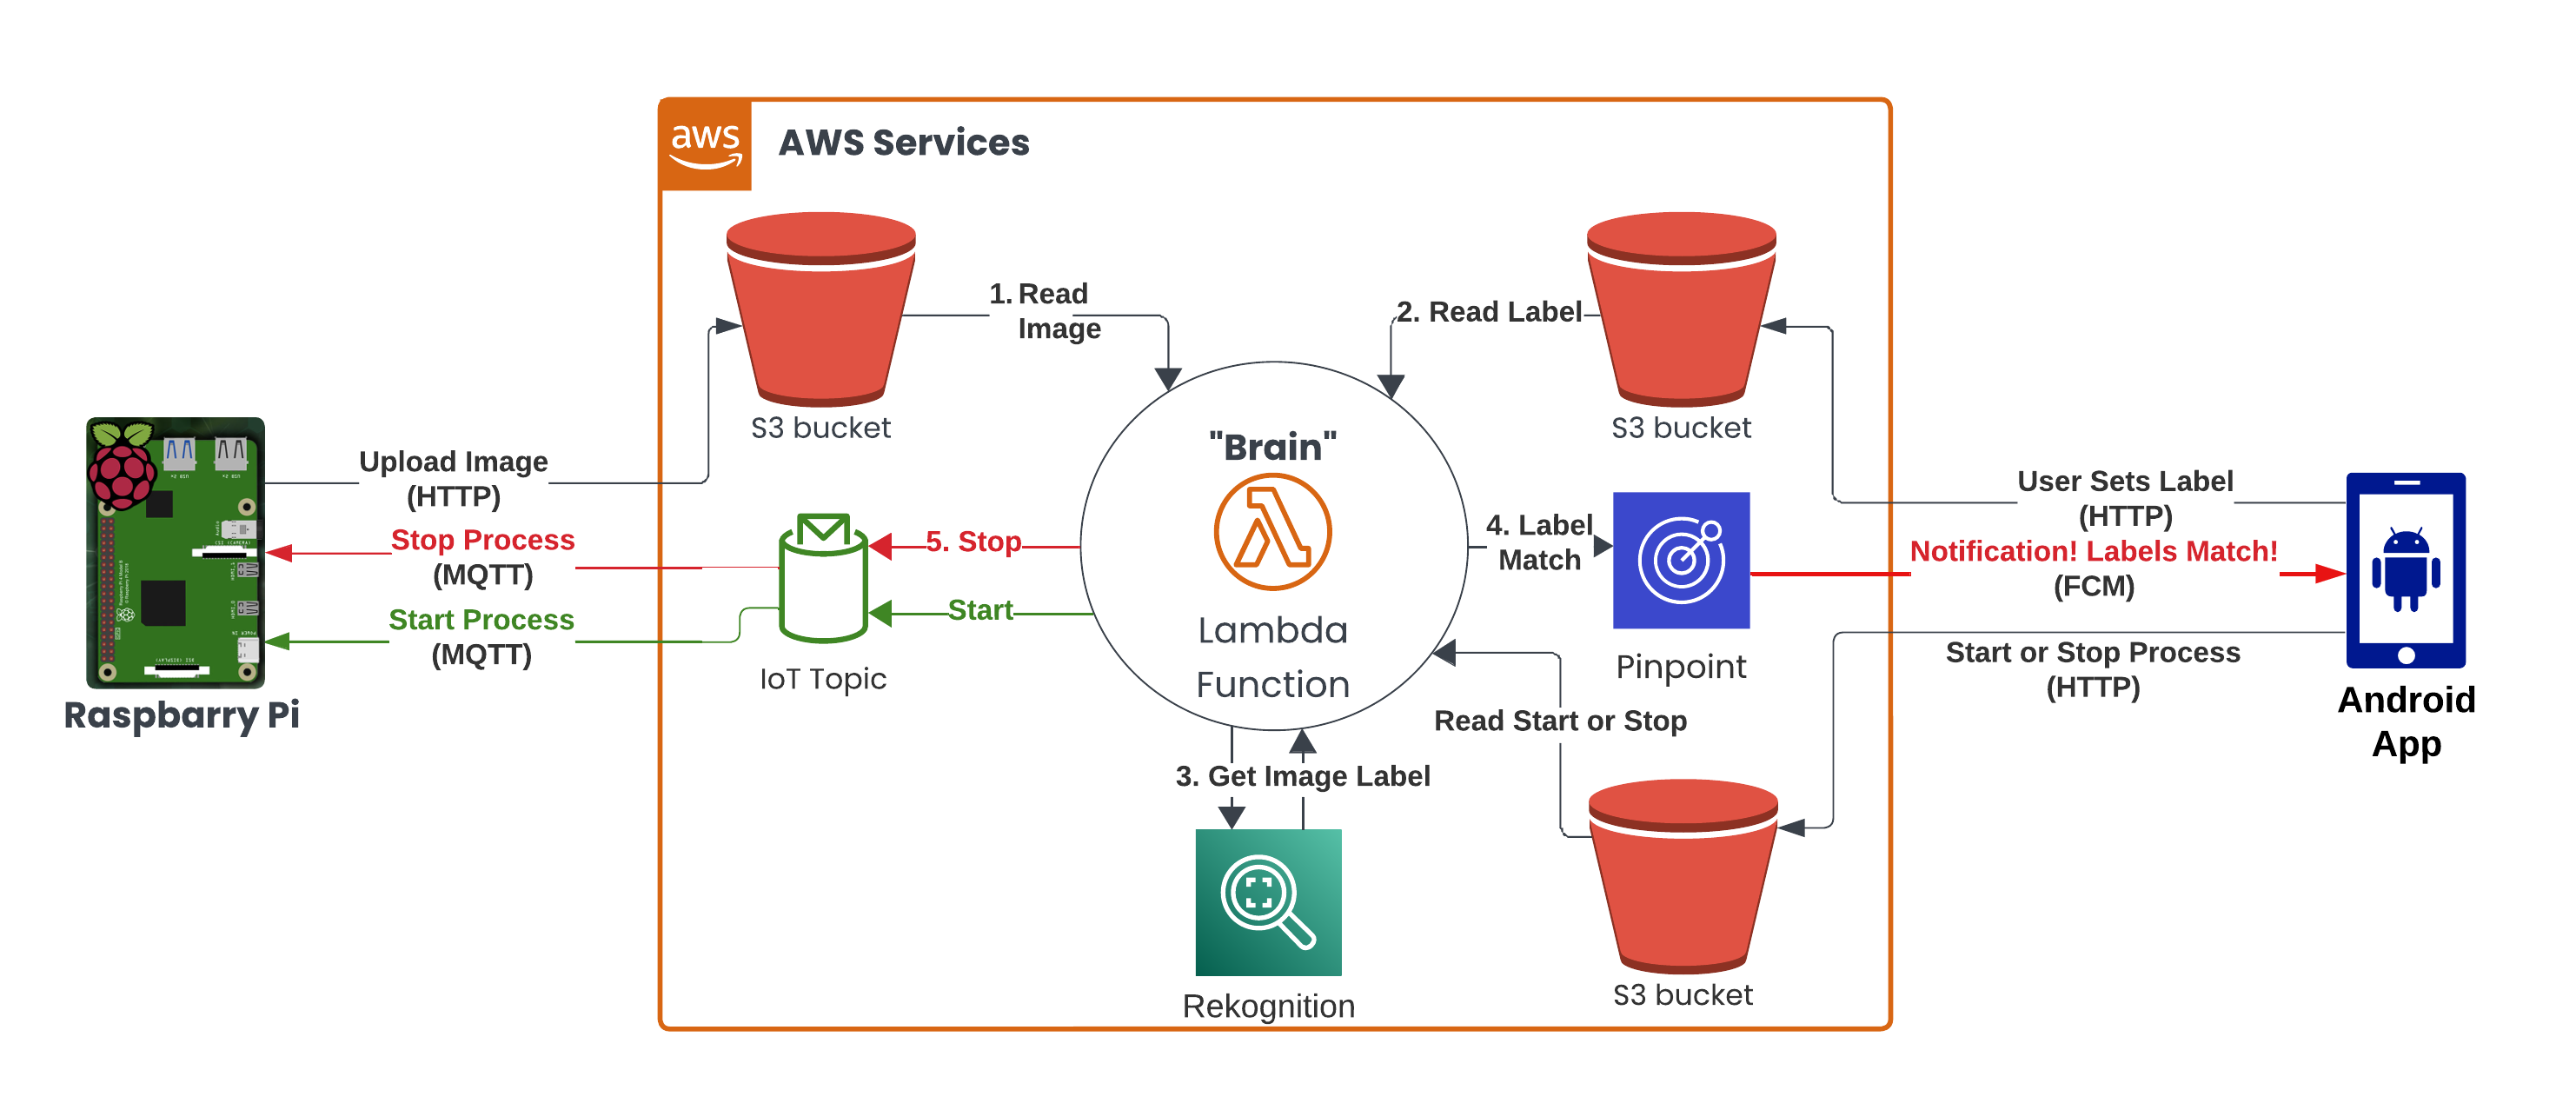 aws
AWS Services
S3 bucket
1. Read
Image
2. Read Label
S3 bucket
Upload Image
(HTTP)
Stop Process
(MQTT)
Start Process
(MQTT)
Raspbarry Pi
5. Stop
Start
IoT Topic
"Brain"
Lambda
Function
4. Label
Match
Pinpoint
Read Start or Stop
3. Get Image Label
Rekognition
S3 bucket
User Sets Label
(HTTP)
Notification! Labels Match!
(FCM)
Start or Stop Process
(HTTP)
Android
App